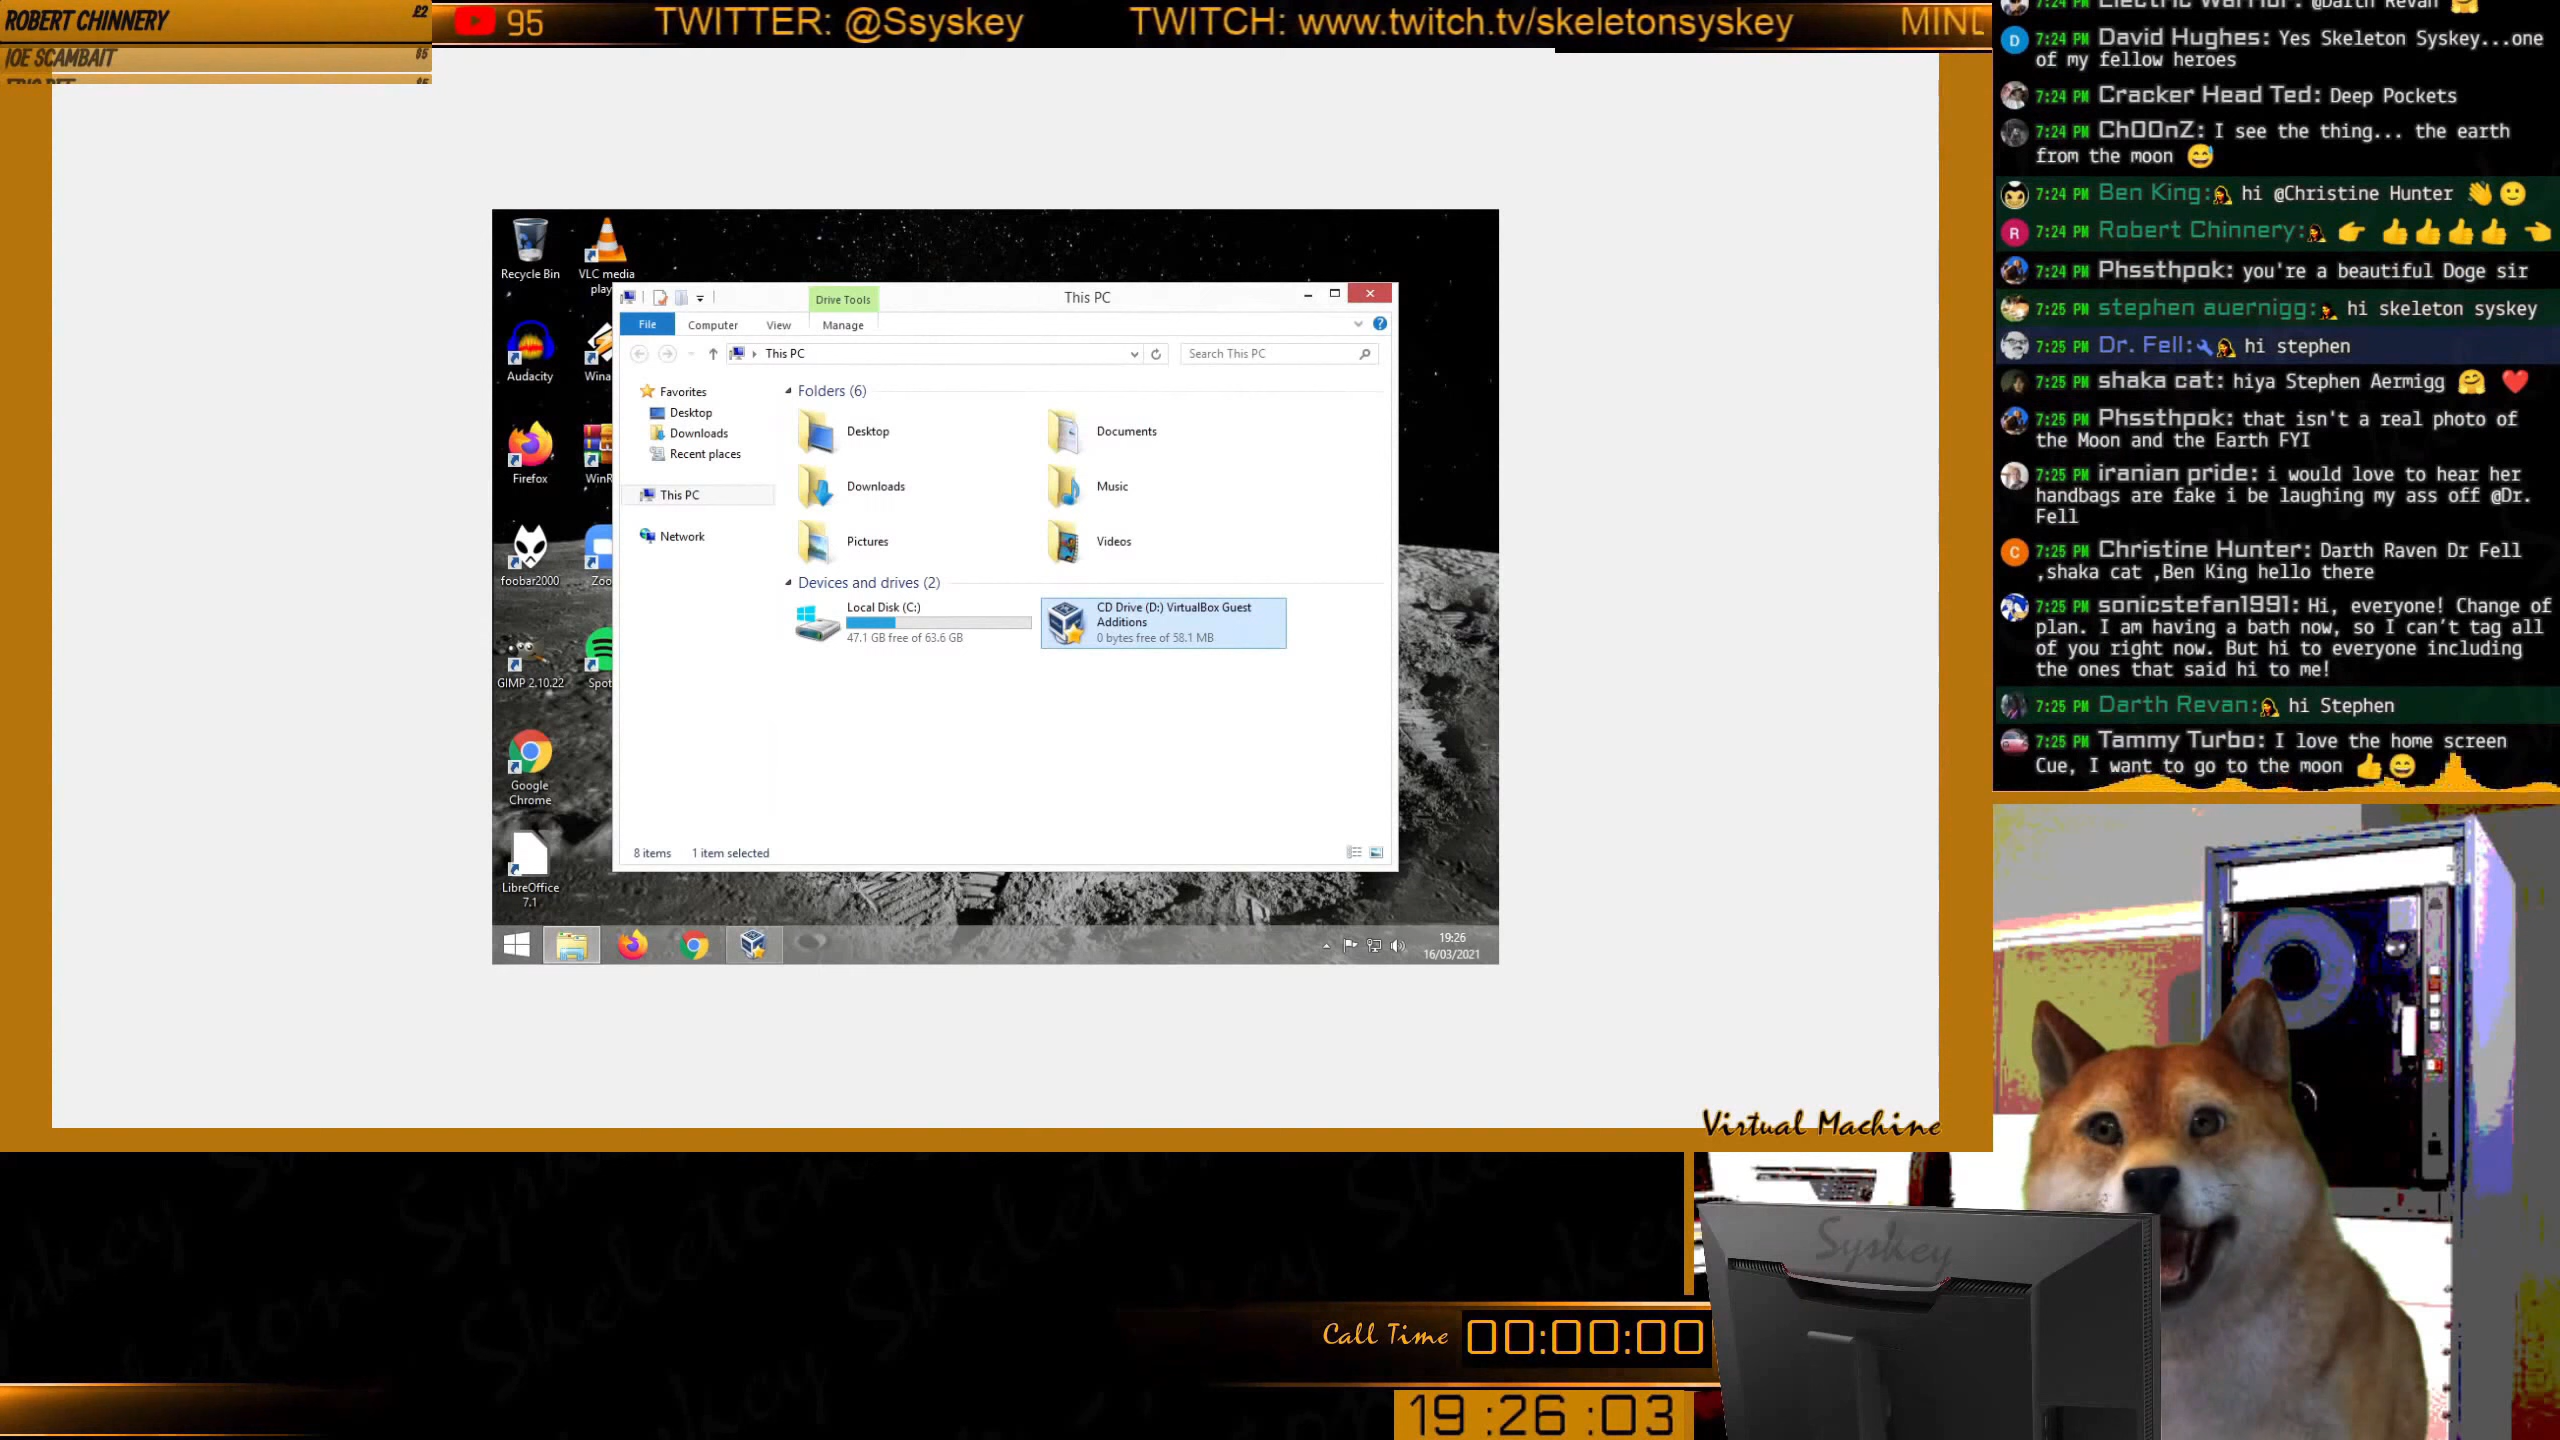 ROBERT CHINNERY £2
JOE SCAMBAIT $5
95 TWITTER: @Ssyskey TWITCH: www.twitch.tv/skeletonsyskey
Recycle Bin
VLC media
Audacity
Firefox
foobar2000
GIMP 2.10.22
Google
Chrome
LibreOffice
7.1
Drive Tools
This PC
File Computer View Manage
This PC
Search This PC
Favorites
Desktop
Downloads
Recent places
This PC
Network
Folders (6)
Desktop
Documents
Downloads
Music
Pictures
Videos
Devices and drives (2)
Local Disk (C:)
47.1 GB free of 63.6 GB
CD Drive (D:) VirtualBox Guest
Additions
0 bytes free of 58.1 MB
8 items 1 item selected
19:26
16/03/2021
Virtual Machine
7:24 PM Electric Warrior: @Darth Revan
7:24 PM David Hughes: Yes Skeleton Syskey...one
of my fellow heroes
7:24 PM Cracker Head Ted: Deep Pockets
7:24 PM Ch00nZ: I see the thing... the earth
from the moon 😅
7:24 PM Ben King: hi @Christine Hunter 👋🙂
7:24 PM Robert Chinnery: 👉 👍👍👍👍 👈
7:24 PM Phssthpok: you're a beautiful Doge sir
7:25 PM stephen auernigg: hi skeleton syskey
7:25 PM Dr. Fell: hi stephen
7:25 PM shaka cat: hiya Stephen Aermigg 🤗 ❤️
7:25 PM Phssthpok: that isn't a real photo of
the Moon and the Earth FYI
7:25 PM iranian pride: i would love to hear her
handbags are fake i be laughing my ass off @Dr.
Fell
7:25 PM Christine Hunter: Darth Raven Dr Fell
,shaka cat ,Ben King hello there
7:25 PM sonicstefan1991: Hi, everyone! Change of
plan. I am having a bath now, so I can't tag all
of you right now. But hi to everyone including
the ones that said hi to me!
7:25 PM Darth Revan: hi Stephen
7:25 PM Tammy Turbo: I love the home screen
Cue, I want to go to the moon 👍😄
Syskey
Skeleton Syskey
Call Time 00:00:00
19:26:03